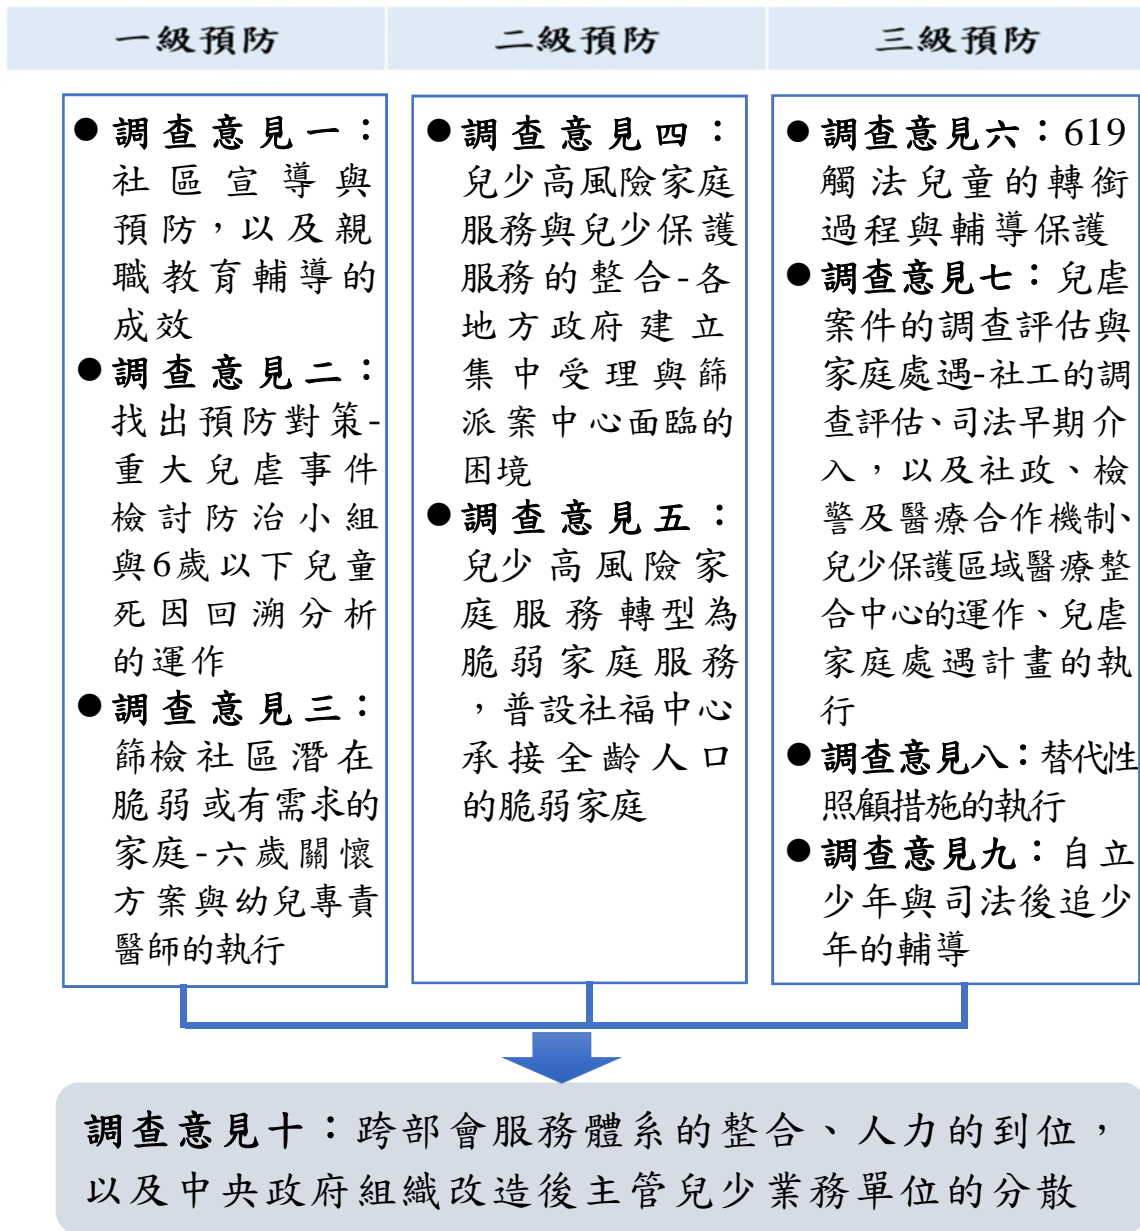 一級預防
二級預防
三級預防
●調查意見一：
社區宣導與
預防，以及親
職教育輔導的
成效
●調查意見二：
找出預防對策-
重大兒虐事件
檢討防治小組
與6歲以下兒童
死因回溯分析
的運作
●調查意見三：
篩檢社區潛在
脆弱或有需求的
家庭-六歲關懷
方案與幼兒專責
醫師的執行
●調查意見四：
兒少高風險家庭
服務與兒少保護
服務的整合-各
地方政府建立
集中受理與篩
派案中心面臨的
困境
●調查意見五：
兒少高風險家
庭服務轉型為
脆弱家庭服務
，普設社福中心
承接全齡人口
的脆弱家庭
●調查意見六：619
觸法兒童的轉銜
過程與輔導保護
●調查意見七：兒虐
案件的調查評估與
家庭處遇-社工的調
查評估、司法早期介
入，以及社政、檢
警及醫療合作機制、
兒少保護區域醫療整
合中心的運作、兒虐
家庭處遇計畫的執
行
●調查意見八：替代性
照顧措施的執行
●調查意見九：自立
少年與司法後追少
年的輔導
調查意見十：跨部會服務體系的整合、人力的到位，
以及中央政府組織改造後主管兒少業務單位的分散